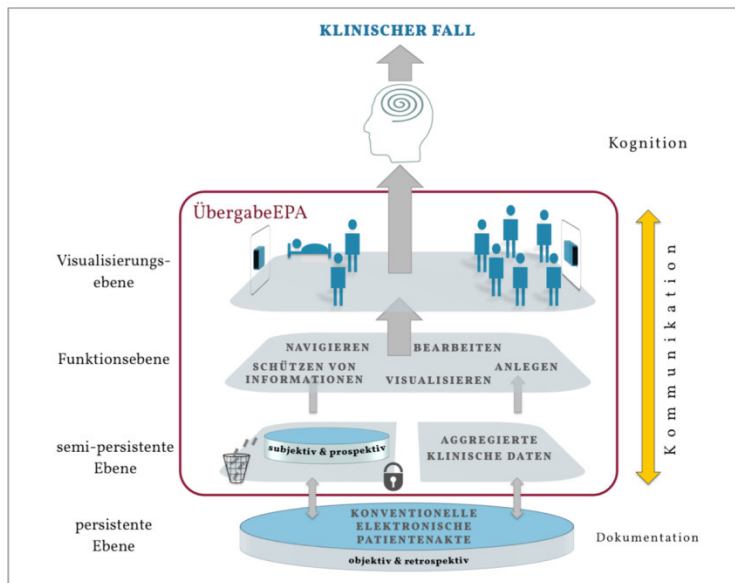 KLINISCHER FALL
Kognition
ÜbergabeEPA
Visualisierungs-
ebene
Kommunikation
Funktionsebene
NAVIGIEREN
BEARBEITEN
SCHÜTZEN VON
INFORMATIONEN
VISUALISIEREN
ANLEGEN
semi-persistente
Ebene
subjektiv & prospektiv
AGGREGIERTE
KLINISCHE DATEN
persistente
Ebene
KONVENTIONELLE
ELEKTRONISCHE
PATIENTENAKTE
objektiv & retrospektiv
Dokumentation